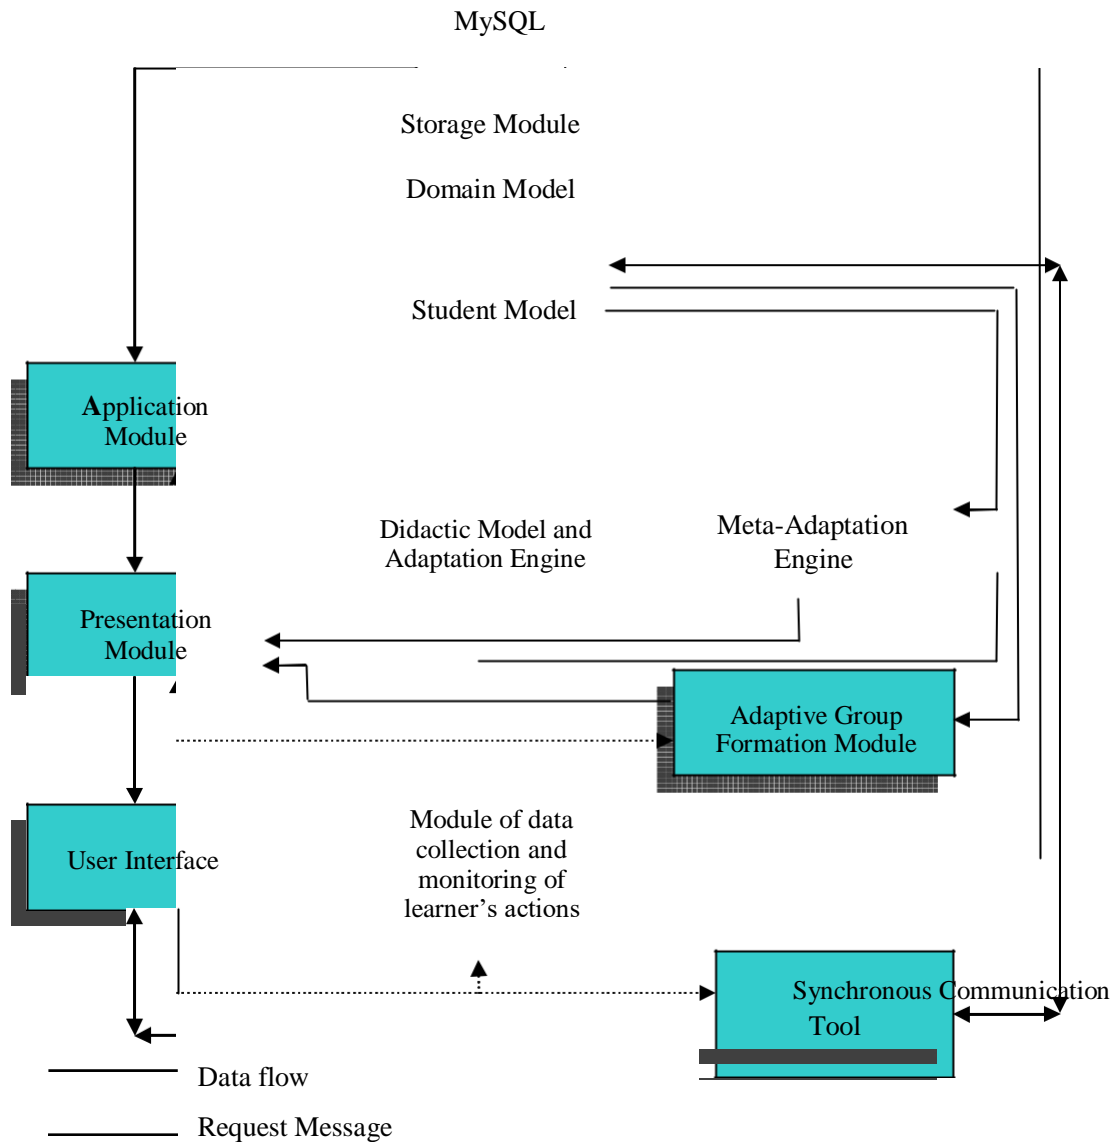 MySQL
Storage Module
Domain Model
Student Model
Application
Module
Didactic Model and
Adaptation Engine
Meta-Adaptation
Engine
Presentation
Module
Adaptive Group
Formation Module
User Interface
Module of data
collection and
monitoring of
learner’s actions
Synchronous Communication
Tool
Data flow
Request Message